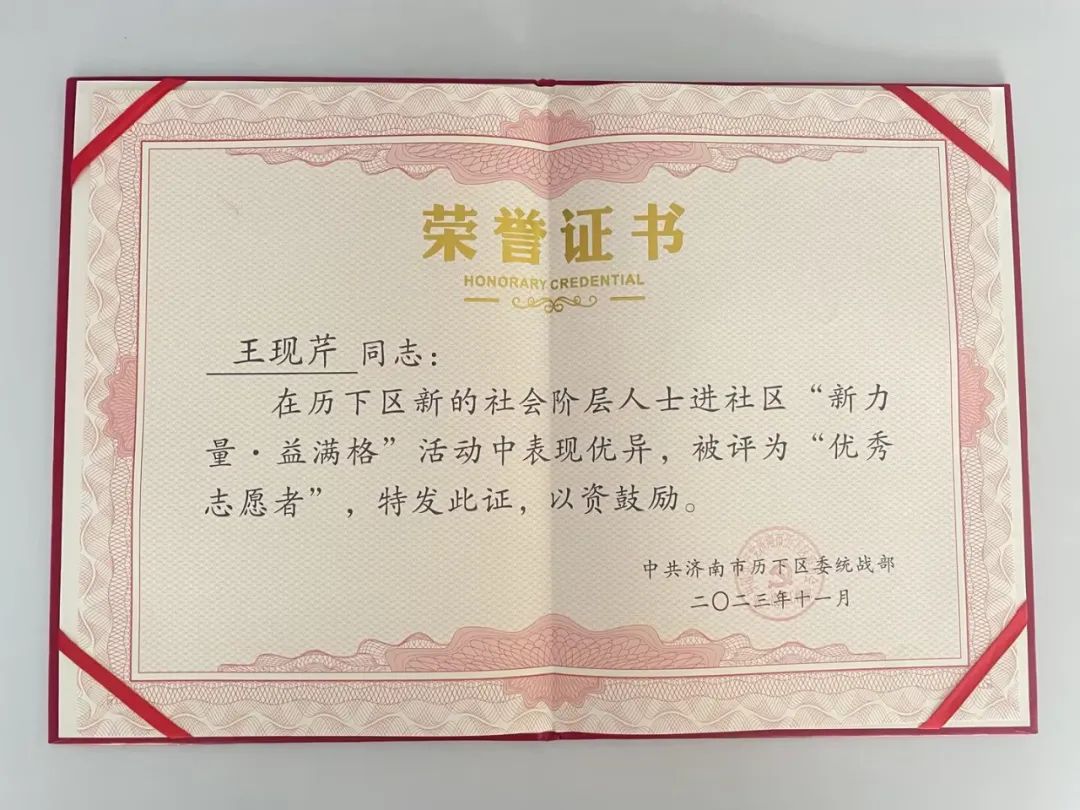 荣誉证书
HONORARY CREDENTIAL
王现芹 同志：
在历下区新的社会阶层人士进社区“新力
量·益满格”活动中表现优异，被评为“优秀
志愿者”，特发此证，以资鼓励。
中共济南市历下区委统战部
二〇二三年十一月